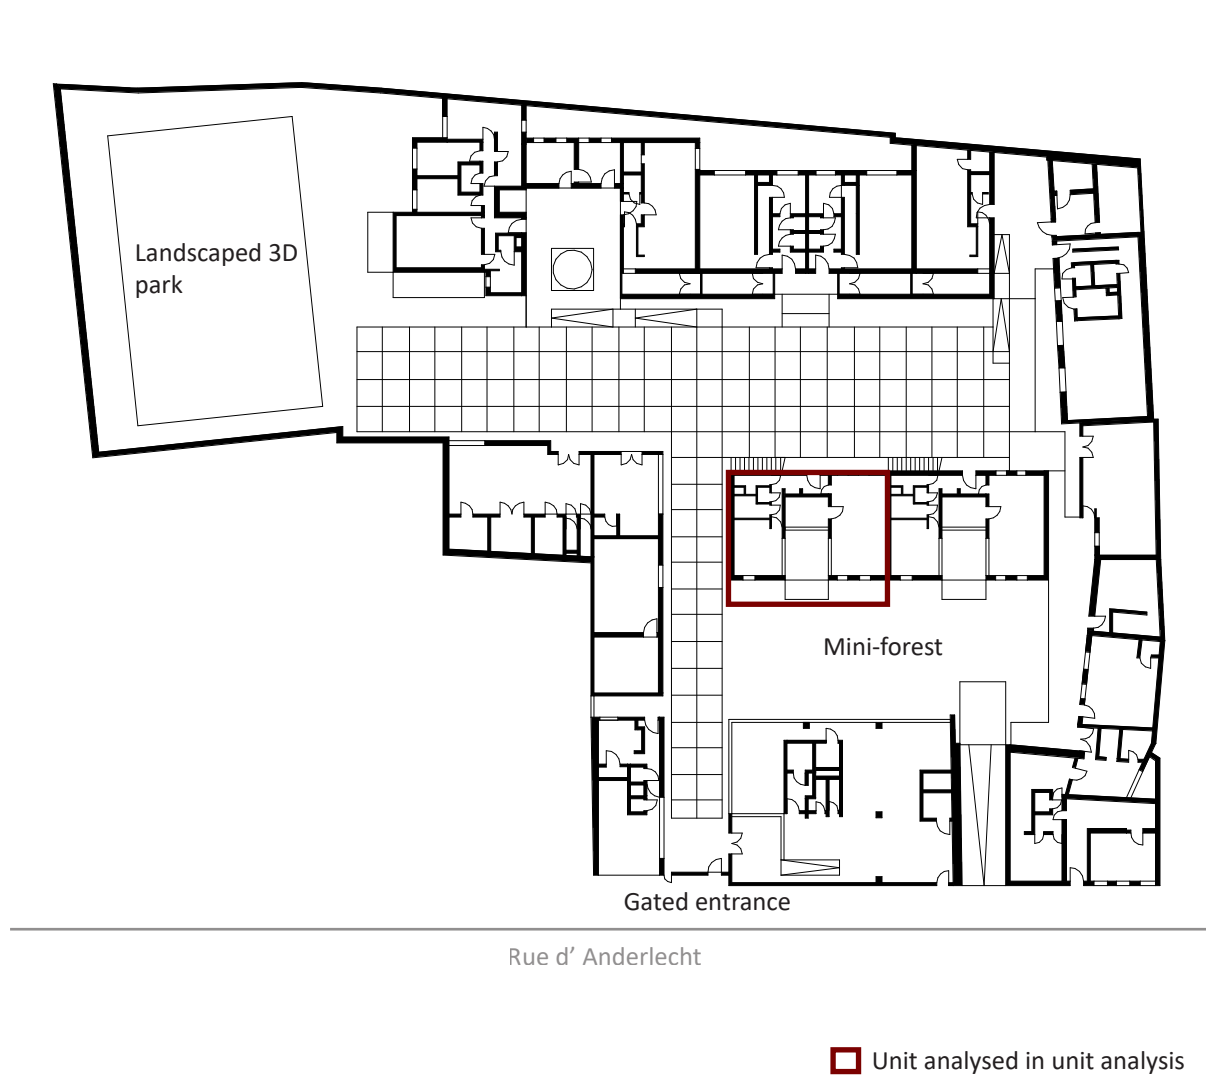 Landscaped 3D
park
Mini-forest
Gated entrance
Rue d’ Anderlecht
Unit analysed in unit analysis